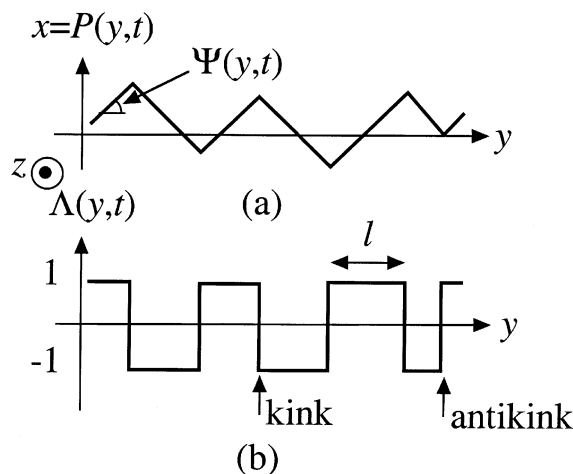 x=P(y,t)
Ψ(y,t)
y
z
(a)
Λ(y,t)
l
1
y
-1
kink
antikink
(b)